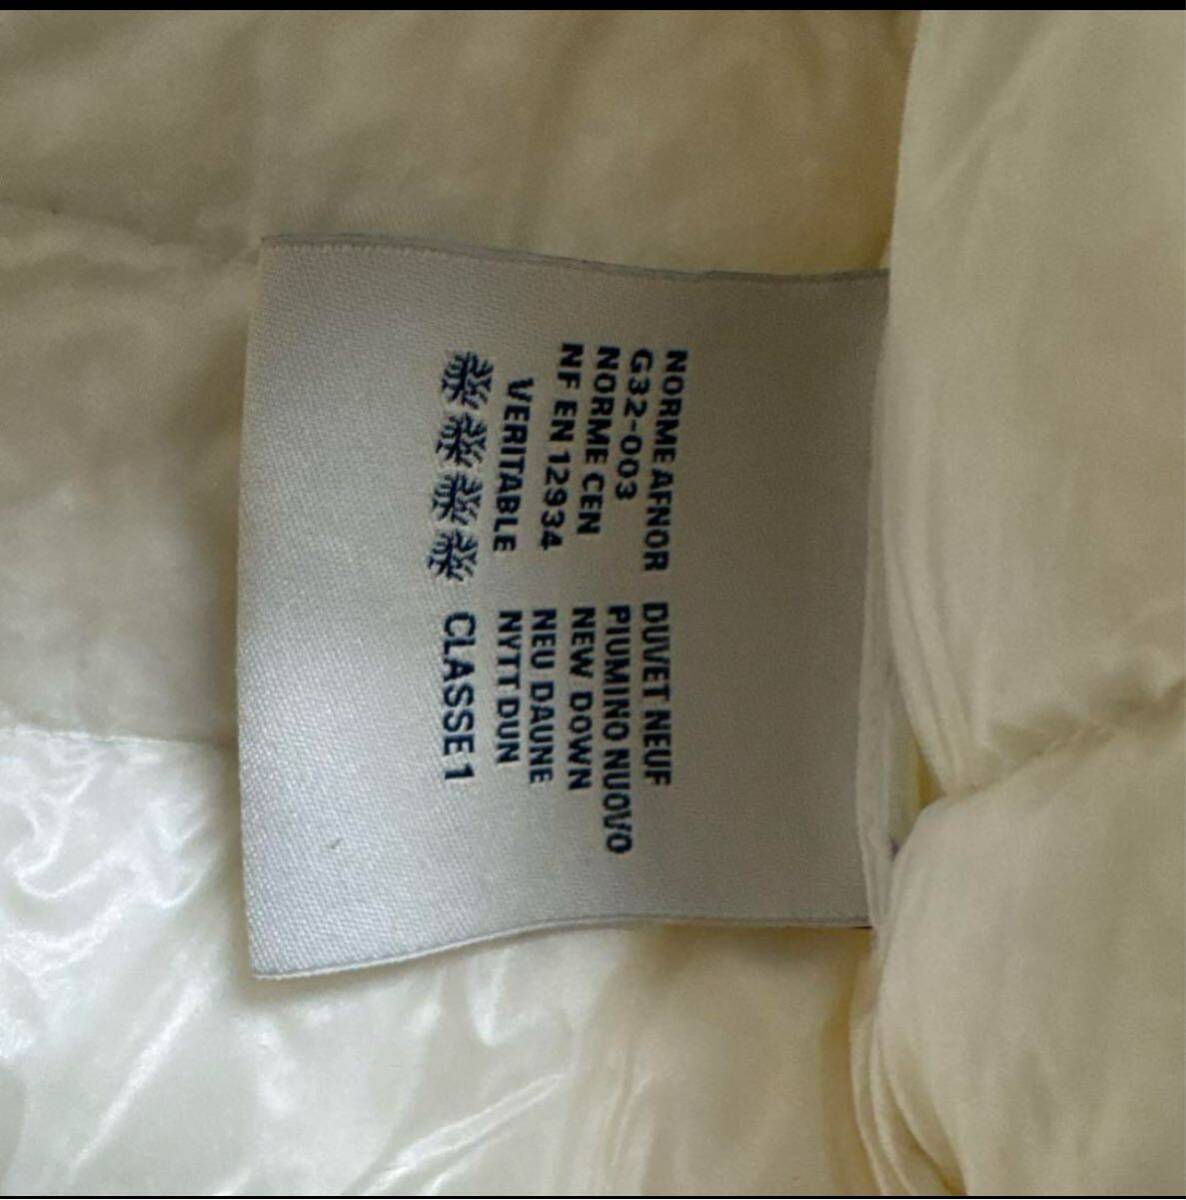 NORME AFNOR
G32-003
NORME CEN
NF EN 12934
VERITABLE
DUVET NEUF
PIUMINO NUOVO
NEW DOWN
NEU DAUNE
NYTT DUN
CLASSE 1